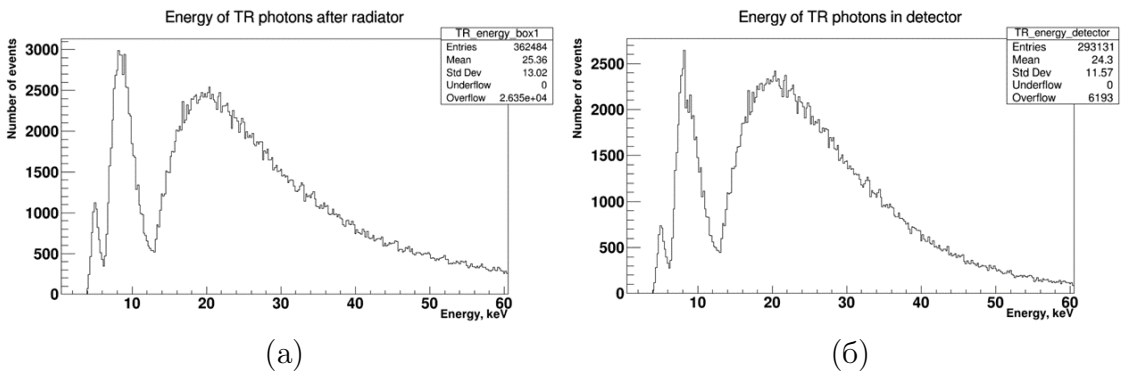 Energy of TR photons after radiator
TR_energy_box1
Entries 362484
Mean 25.36
Std Dev 13.02
Underflow 0
Overflow 2.635e+04
Number of events
3000
2500
2000
1500
1000
500
0
10 20 30 40 50 60
Energy, keV
(а)
Energy of TR photons in detector
TR_energy_detector
Entries 293131
Mean 24.3
Std Dev 11.57
Underflow 0
Overflow 6193
Number of events
2500
2000
1500
1000
500
0
10 20 30 40 50 60
Energy, keV
(б)